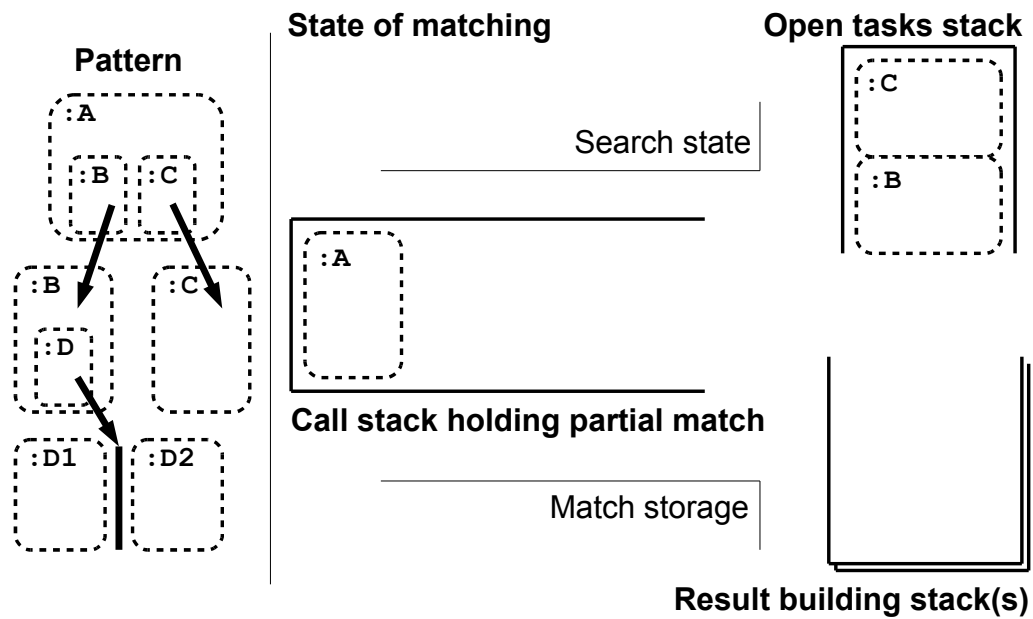 Pattern
:A
:B
:C
:B
:C
:D
:D1
:D2
State of matching
Search state
:A
Call stack holding partial match
Match storage
Open tasks stack
:C
:B
Result building stack(s)